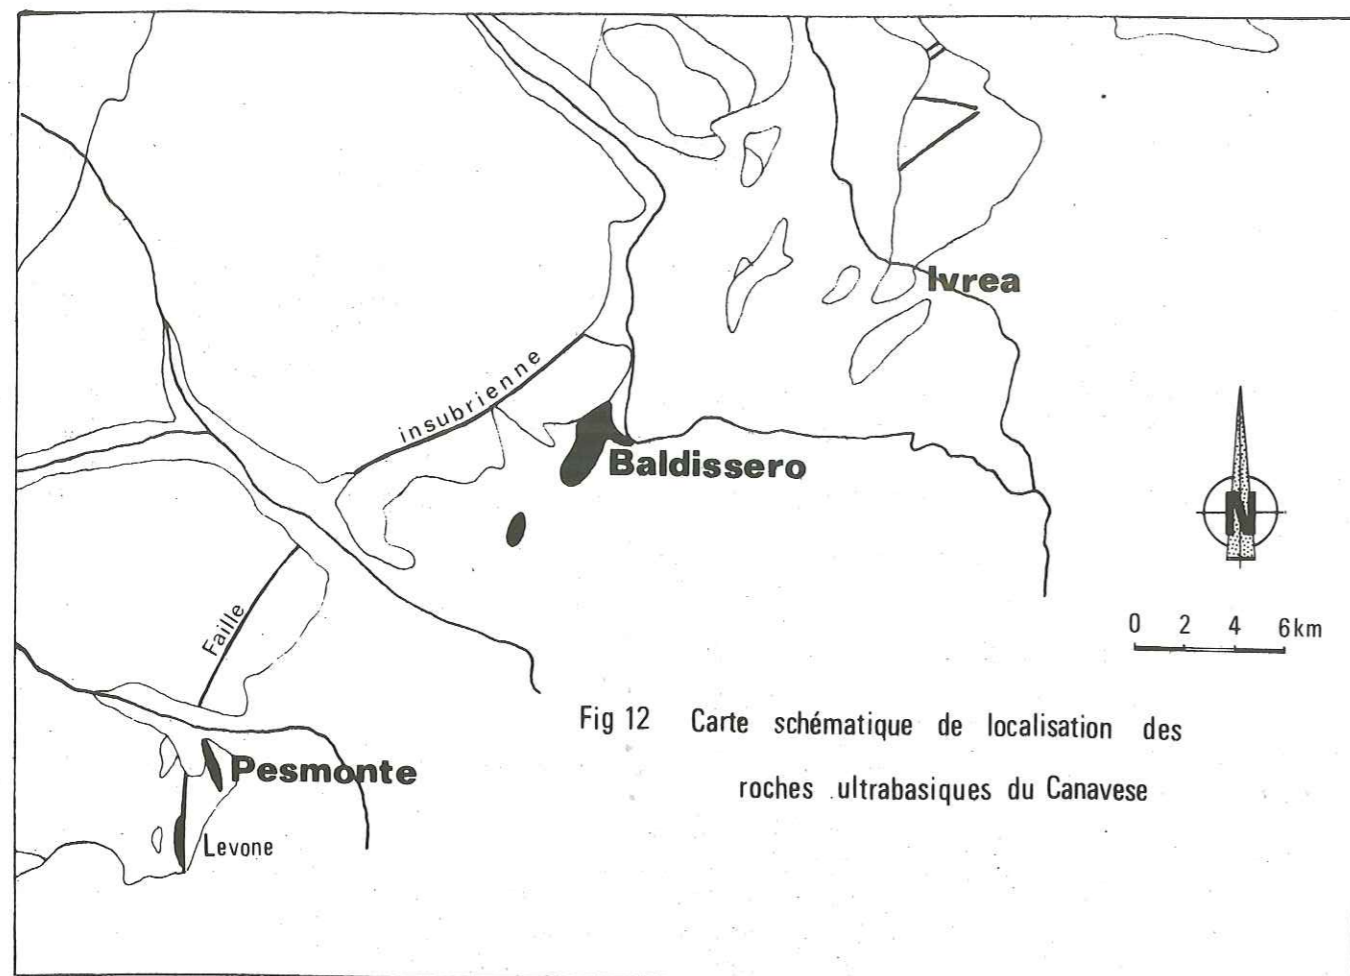 Ivrea
insubrienne
Baldissero
N
Faille
0 2 4 6km
Fig 12 Carte schématique de localisation des
roches ultrabasiques du Canavese
Pesmonte
Levone